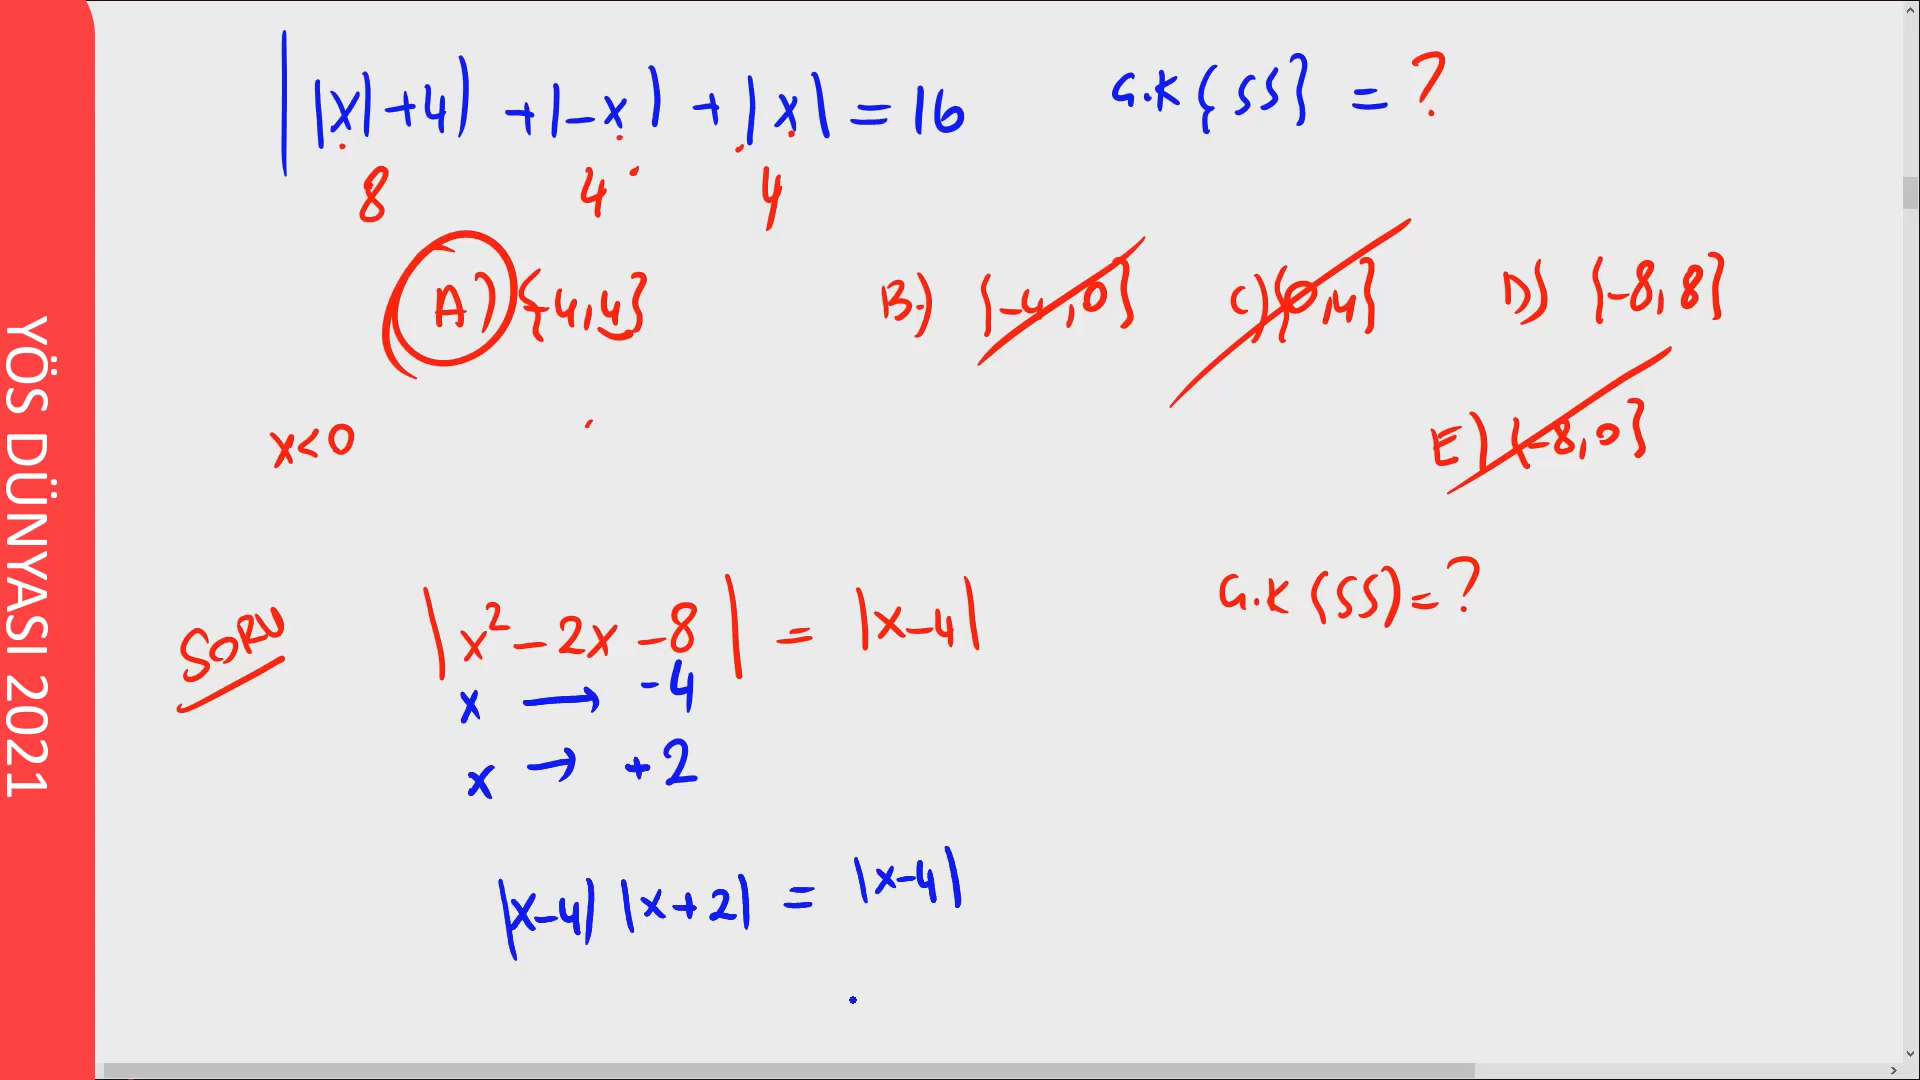 ||x|+4|+|-x|+|x|=16   Ç.K{SS}=?
8 4 4
A) {-4,4}   B.) {-4,0}   C) {0,4}   D) {-8,8}
x<0   E) {-8,0}
SORU   |x²-2x-8| = |x-4|   Ç.K{SS}=?
x → -4
x → +2
|x-4| |x+2| = |x-4|
YÖS DÜNYASI 2021